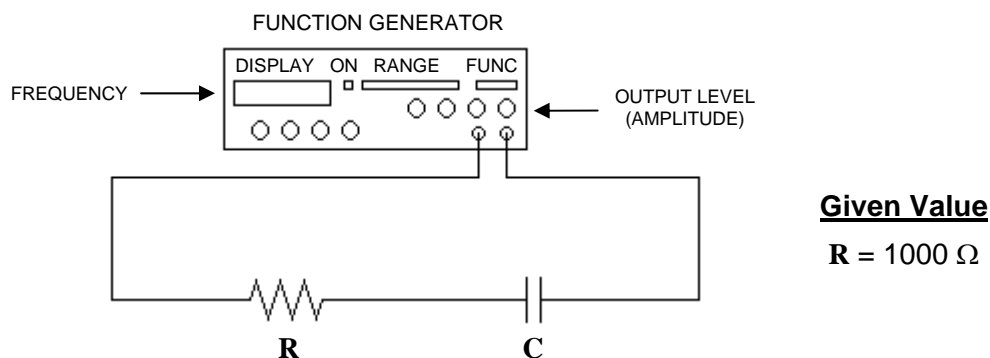 FUNCTION GENERATOR
DISPLAY ON RANGE FUNC
FREQUENCY
OUTPUT LEVEL
(AMPLITUDE)
Given Value
R = 1000 Ω
R
C